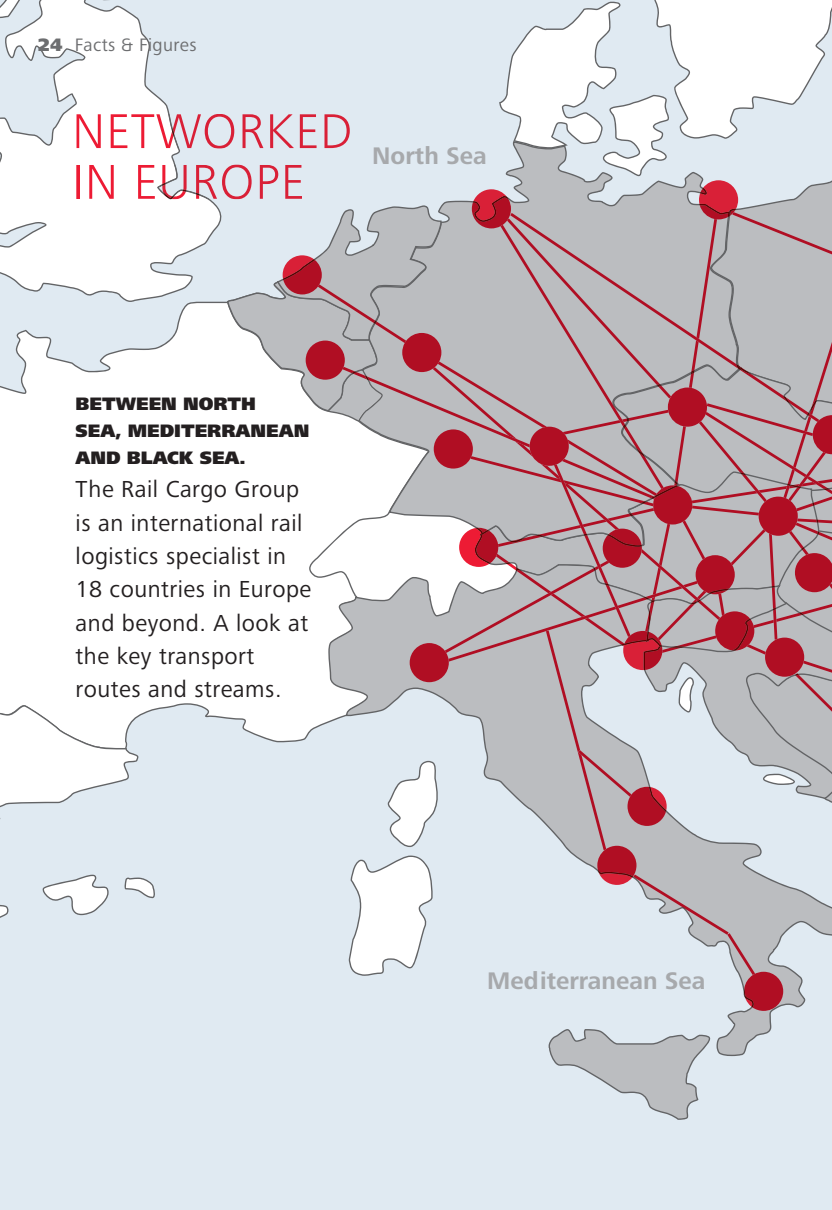 24 Facts & Figures
NETWORKED
IN EUROPE
North Sea
BETWEEN NORTH
SEA, MEDITERRANEAN
AND BLACK SEA.
The Rail Cargo Group
is an international rail
logistics specialist in
18 countries in Europe
and beyond. A look at
the key transport
routes and streams.
Mediterranean Sea